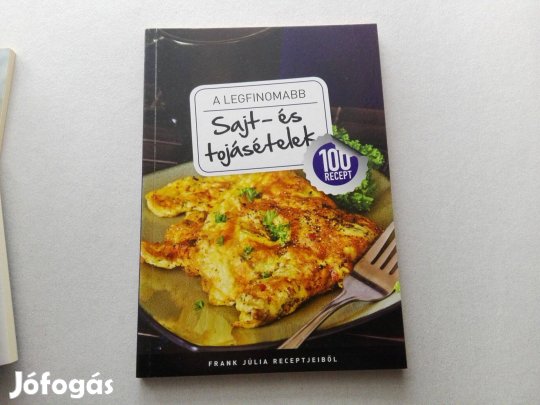 A LEGFINOMABB
Sajt- és
tojásételek
100
RECEPT
FRANK JÚLIA RECEPTJEIBŐL
Jófogás